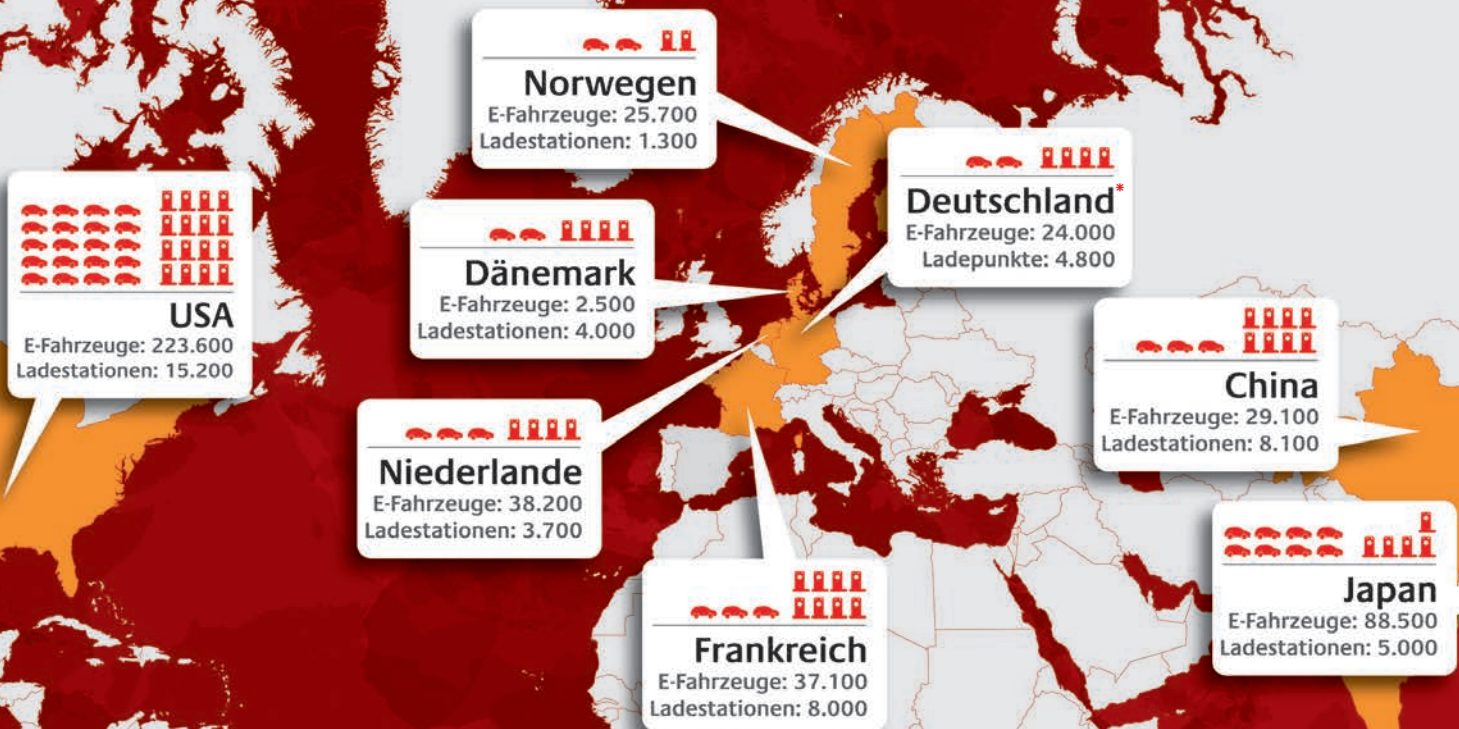 Norwegen
E-Fahrzeuge: 25.700
Ladestationen: 1.300
Deutschland*
E-Fahrzeuge: 24.000
Ladepunkte: 4.800
USA
E-Fahrzeuge: 223.600
Ladestationen: 15.200
Dänemark
E-Fahrzeuge: 2.500
Ladestationen: 4.000
China
E-Fahrzeuge: 29.100
Ladestationen: 8.100
Niederlande
E-Fahrzeuge: 38.200
Ladestationen: 3.700
Frankreich
E-Fahrzeuge: 37.100
Ladestationen: 8.000
Japan
E-Fahrzeuge: 88.500
Ladestationen: 5.000